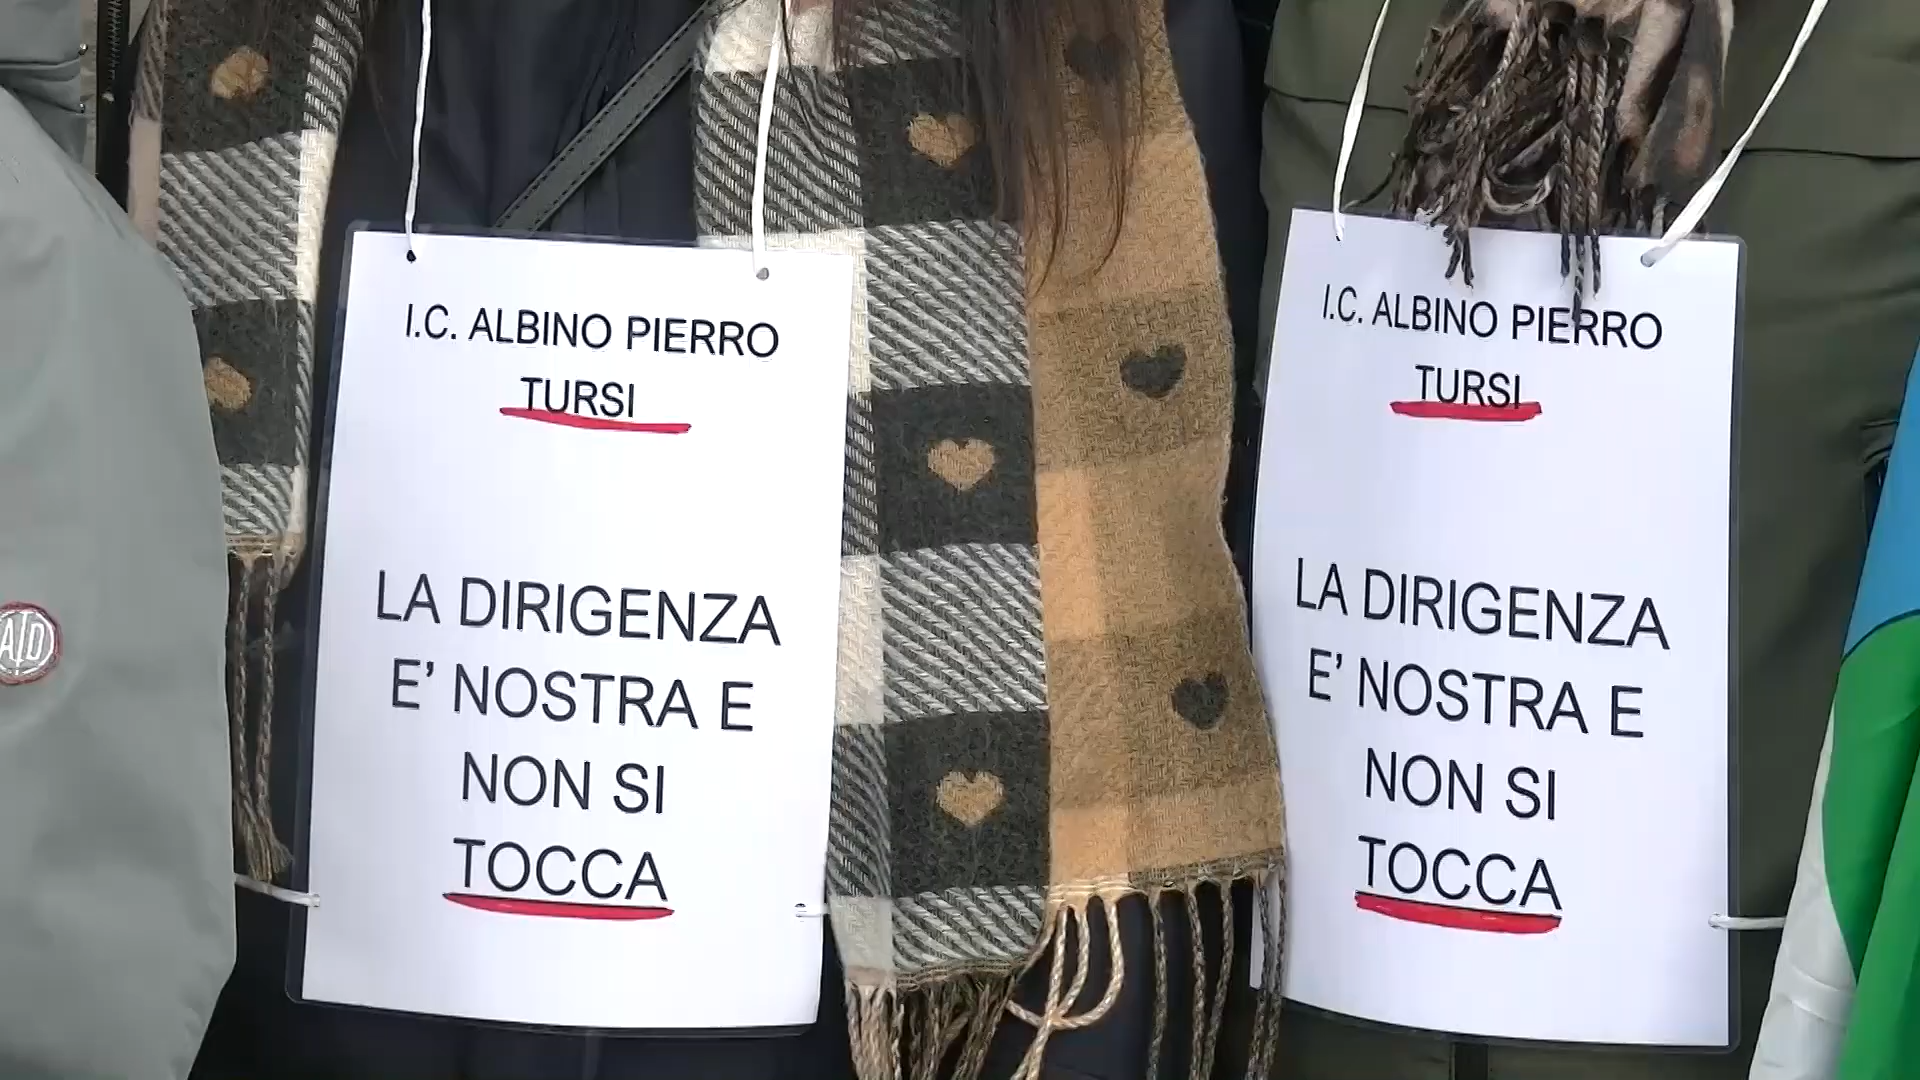 I.C. ALBINO PIERRO
TURSI
LA DIRIGENZA
E' NOSTRA E
NON SI
TOCCA
I.C. ALBINO PIERRO
TURSI
LA DIRIGENZA
E' NOSTRA E
NON SI
TOCCA